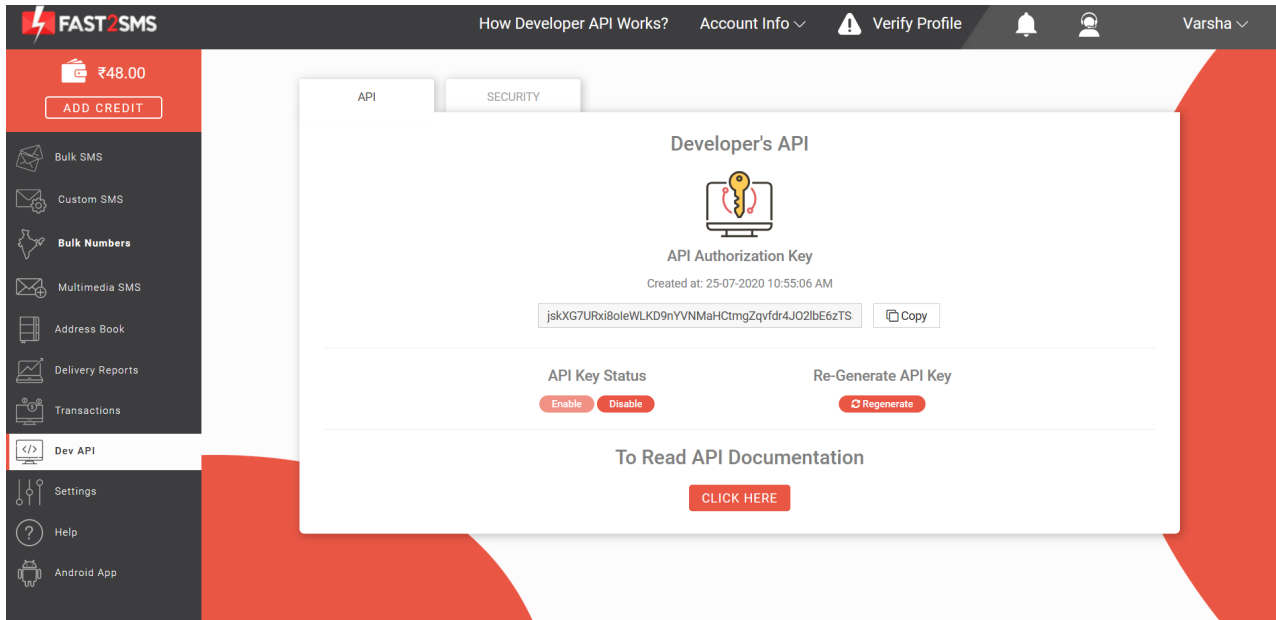 FAST2SMS
How Developer API Works?
Account Info
Verify Profile
Varsha
₹48.00
ADD CREDIT
Bulk SMS
Custom SMS
Bulk Numbers
Multimedia SMS
Address Book
Delivery Reports
Transactions
Dev API
Settings
Help
Android App
API
SECURITY
Developer's API
API Authorization Key
Created at: 25-07-2020 10:55:06 AM
jskXG7URxi8oIeWLKD9nYVNMaHCtmgZqvfdr4JO2lbE6zTS
Copy
API Key Status
Enable Disable
Re-Generate API Key
Regenerate
To Read API Documentation
CLICK HERE